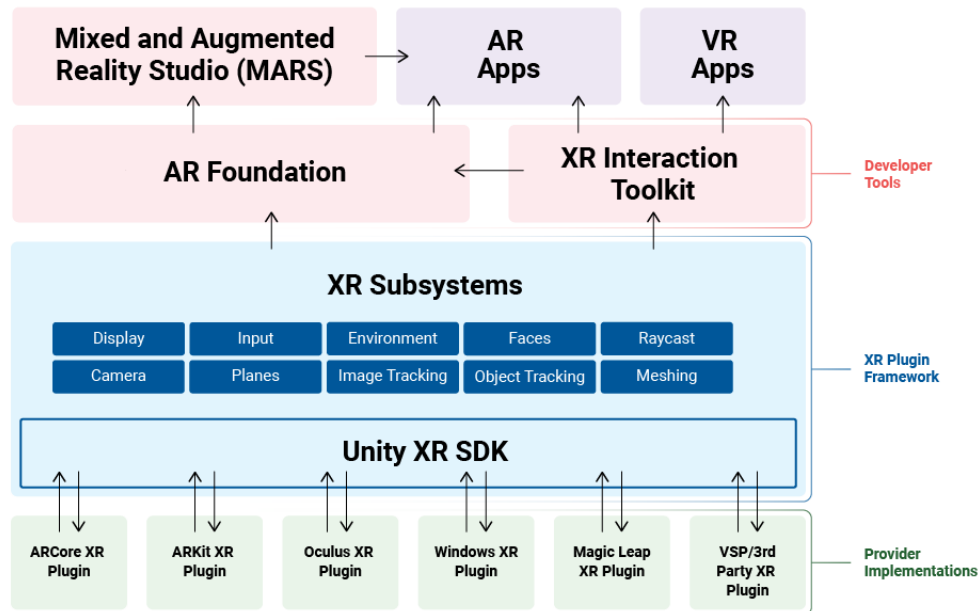 Mixed and Augmented
Reality Studio (MARS)
AR
Apps
VR
Apps
AR Foundation
XR Interaction
Toolkit
Developer
Tools
XR Subsystems
Display
Input
Environment
Faces
Raycast
Camera
Planes
Image Tracking
Object Tracking
Meshing
XR Plugin
Framework
Unity XR SDK
ARCore XR
Plugin
ARKit XR
Plugin
Oculus XR
Plugin
Windows XR
Plugin
Magic Leap
XR Plugin
VSP/3rd
Party XR
Plugin
Provider
Implementations